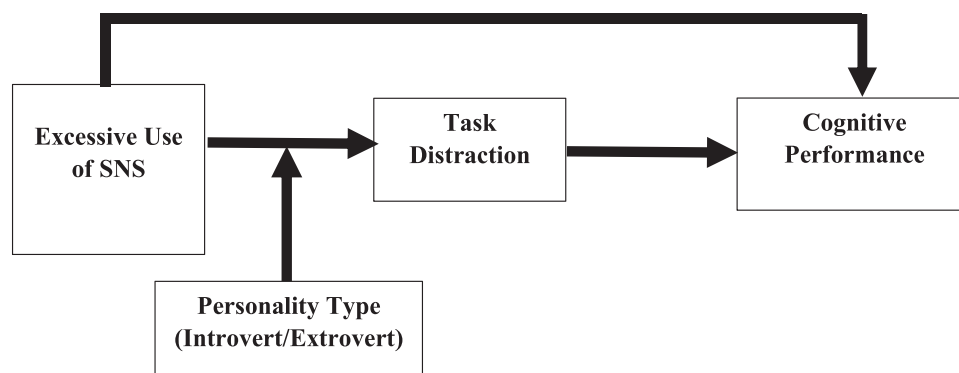 Excessive Use
of SNS
Task
Distraction
Cognitive
Performance
Personality Type
(Introvert/Extrovert)